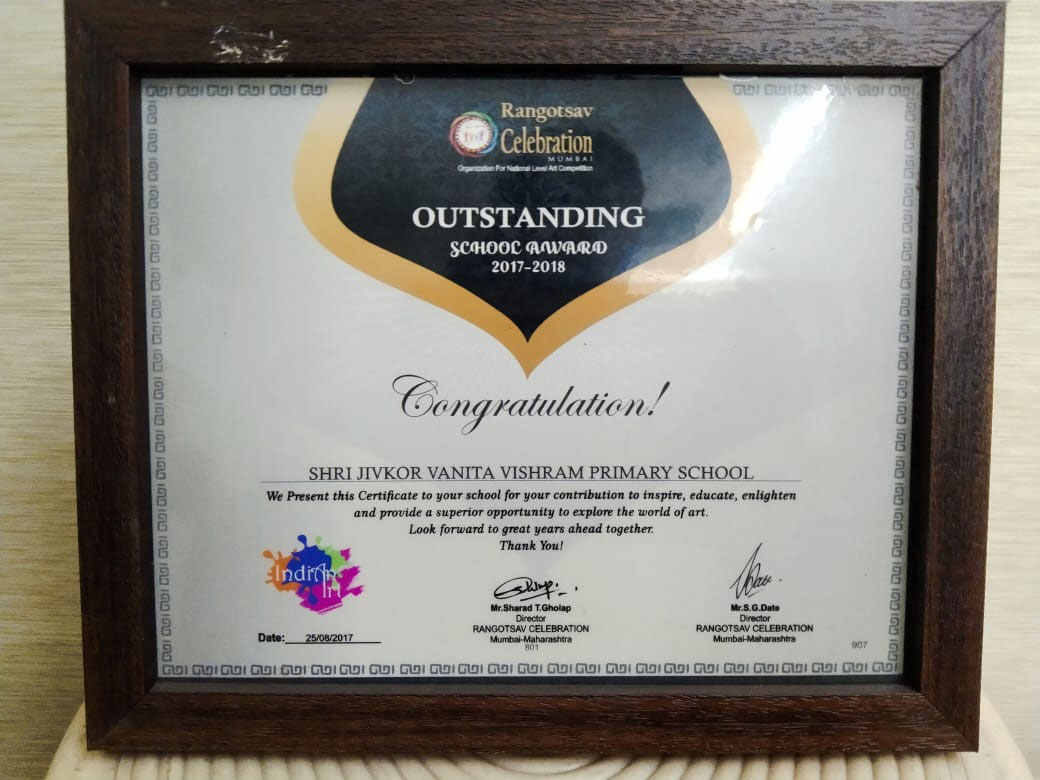 Rangotsav
Celebration
MUMBAI
Organization For National Level Art Competition
OUTSTANDING
SCHOOL AWARD
2017-2018
Congratulation!
SHRI JIVKOR VANITA VISHRAM PRIMARY SCHOOL
We Present this Certificate to your school for your contribution to inspire, educate, enlighten
and provide a superior opportunity to explore the world of art.
Look forward to great years ahead together.
Thank You!
IndiAn
Art
Mr.Sharad T.Gholap
Director
RANGOTSAV CELEBRATION
Mumbai-Maharashtra
801
Mr.S.G.Date
Director
RANGOTSAV CELEBRATION
Mumbai-Maharashtra
Date: 25/08/2017
907